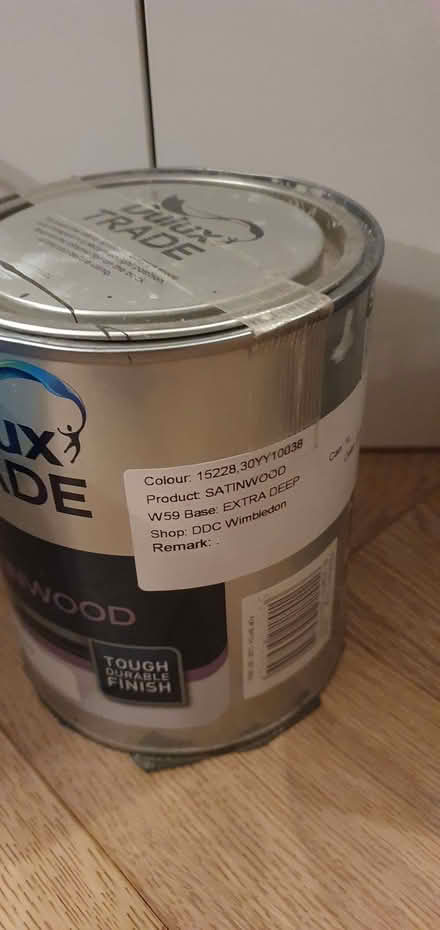 Dulux
TRADE
ux
ADE
Colour: 15228,30YY10038
Product: SATINWOOD
W59 Base: EXTRA DEEP
Shop: DDC Wimbledon
Remark: .
NWOOD
TOUGH
DURABLE
FINISH